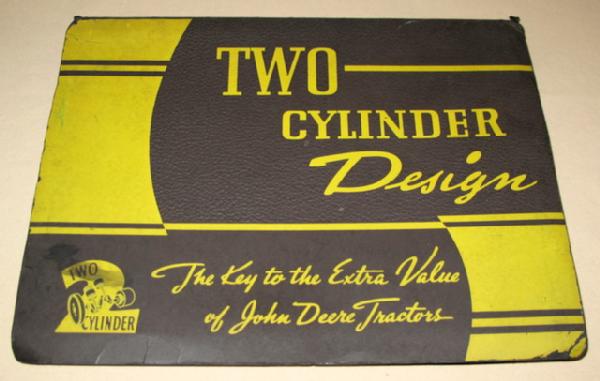 TWO
CYLINDER
Design
The Key to the Extra Value
of John Deere Tractors
TWO
CYLINDER